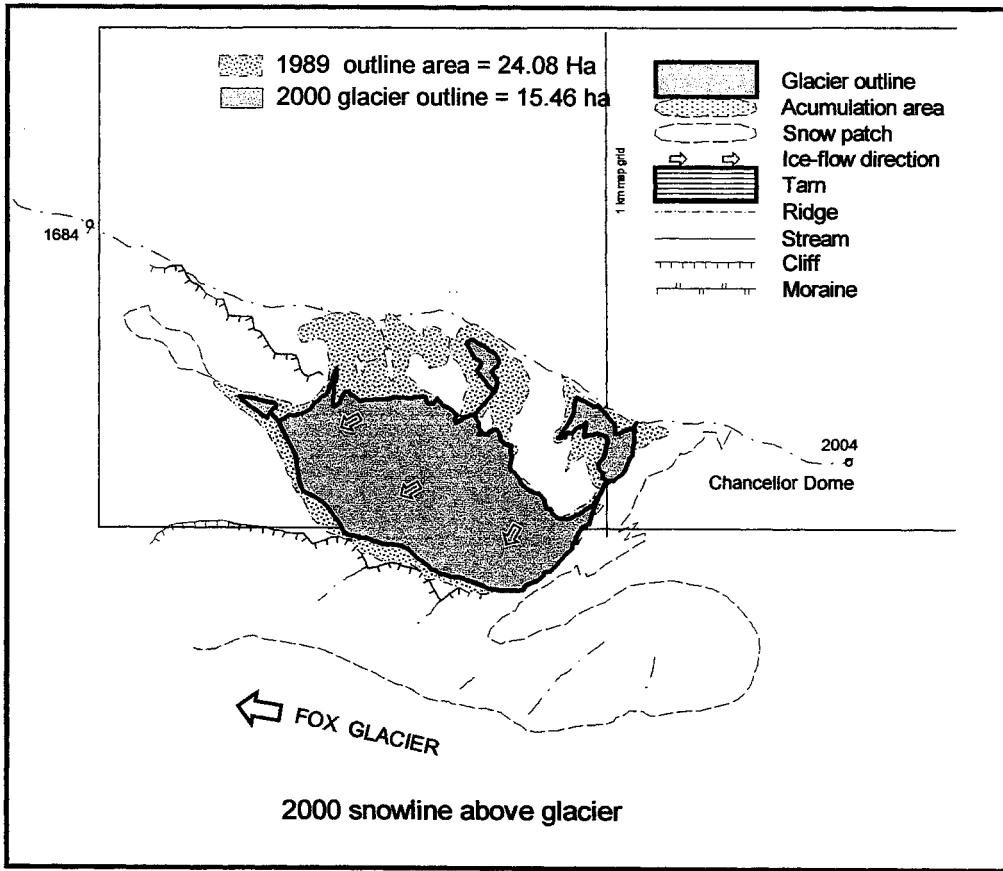 1989 outline area = 24.08 Ha
2000 glacier outline = 15.46 ha
Glacier outline
Acumulation area
Snow patch
Ice-flow direction
Tarn
Ridge
Stream
Cliff
Moraine
1 km map grid
1684
2004
Chancellor Dome
FOX GLACIER
2000 snowline above glacier